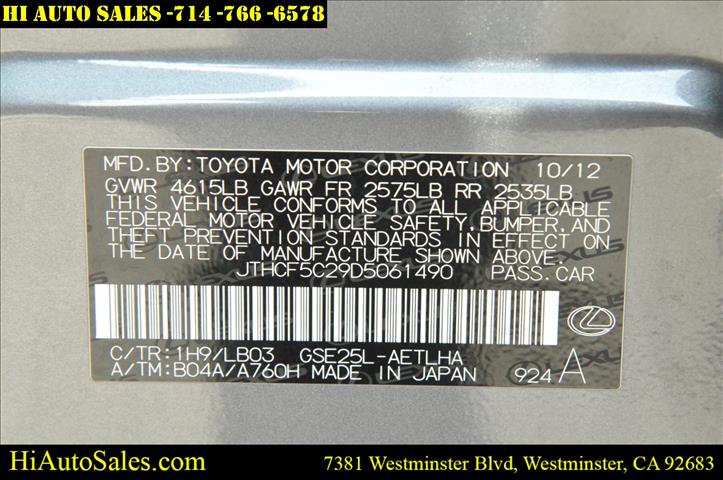 HI AUTO SALES -714 -766 -6578
MFD.BY:TOYOTA MOTOR CORPORATION 10/12
GVWR 4615LB GAWR FR 2575LB RR 2535LB
THIS VEHICLE CONFORMS TO ALL APPLICABLE
FEDERAL MOTOR VEHICLE SAFETY,BUMPER,AND
THEFT PREVENTION STANDARDS IN EFFECT ON
THE DATE OF MANUFACTURE SHOWN ABOVE.
JTHCF5C29D5061490 PASS.CAR
C/TR:1H9/LB03 GSE25L-AETLHA
A/TM:B04A/A760H MADE IN JAPAN 924 A
HiAutoSales.com 7381 Westminster Blvd, Westminster, CA 92683